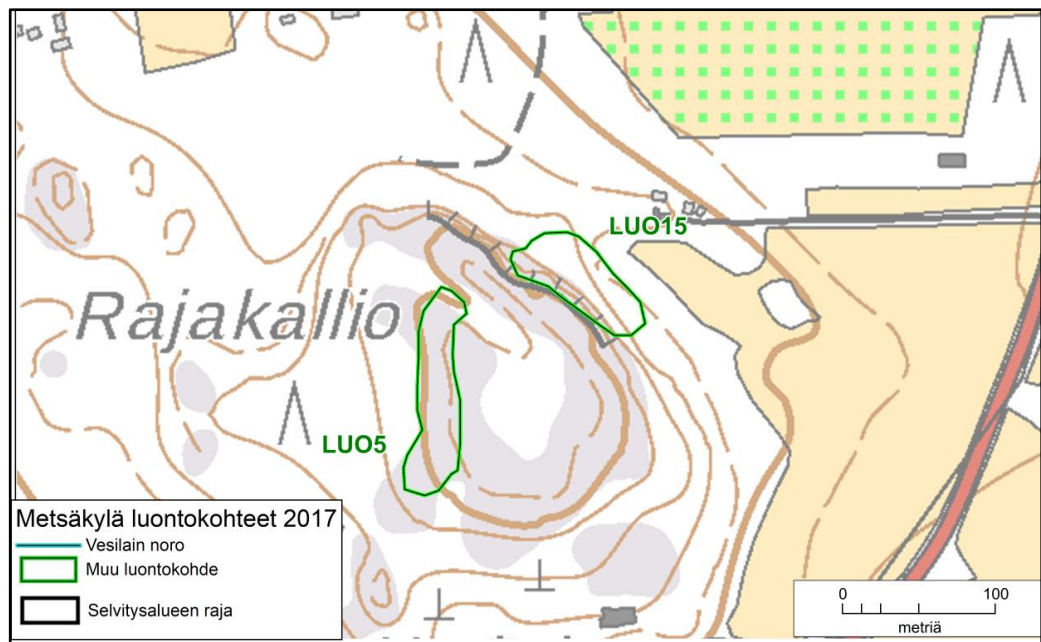 LUO15
Rajakallio
LUO5
Metsäkylä luontokohteet 2017
Vesilain noro
Muu luontokohde
Selvitysalueen raja
0 100
metriä